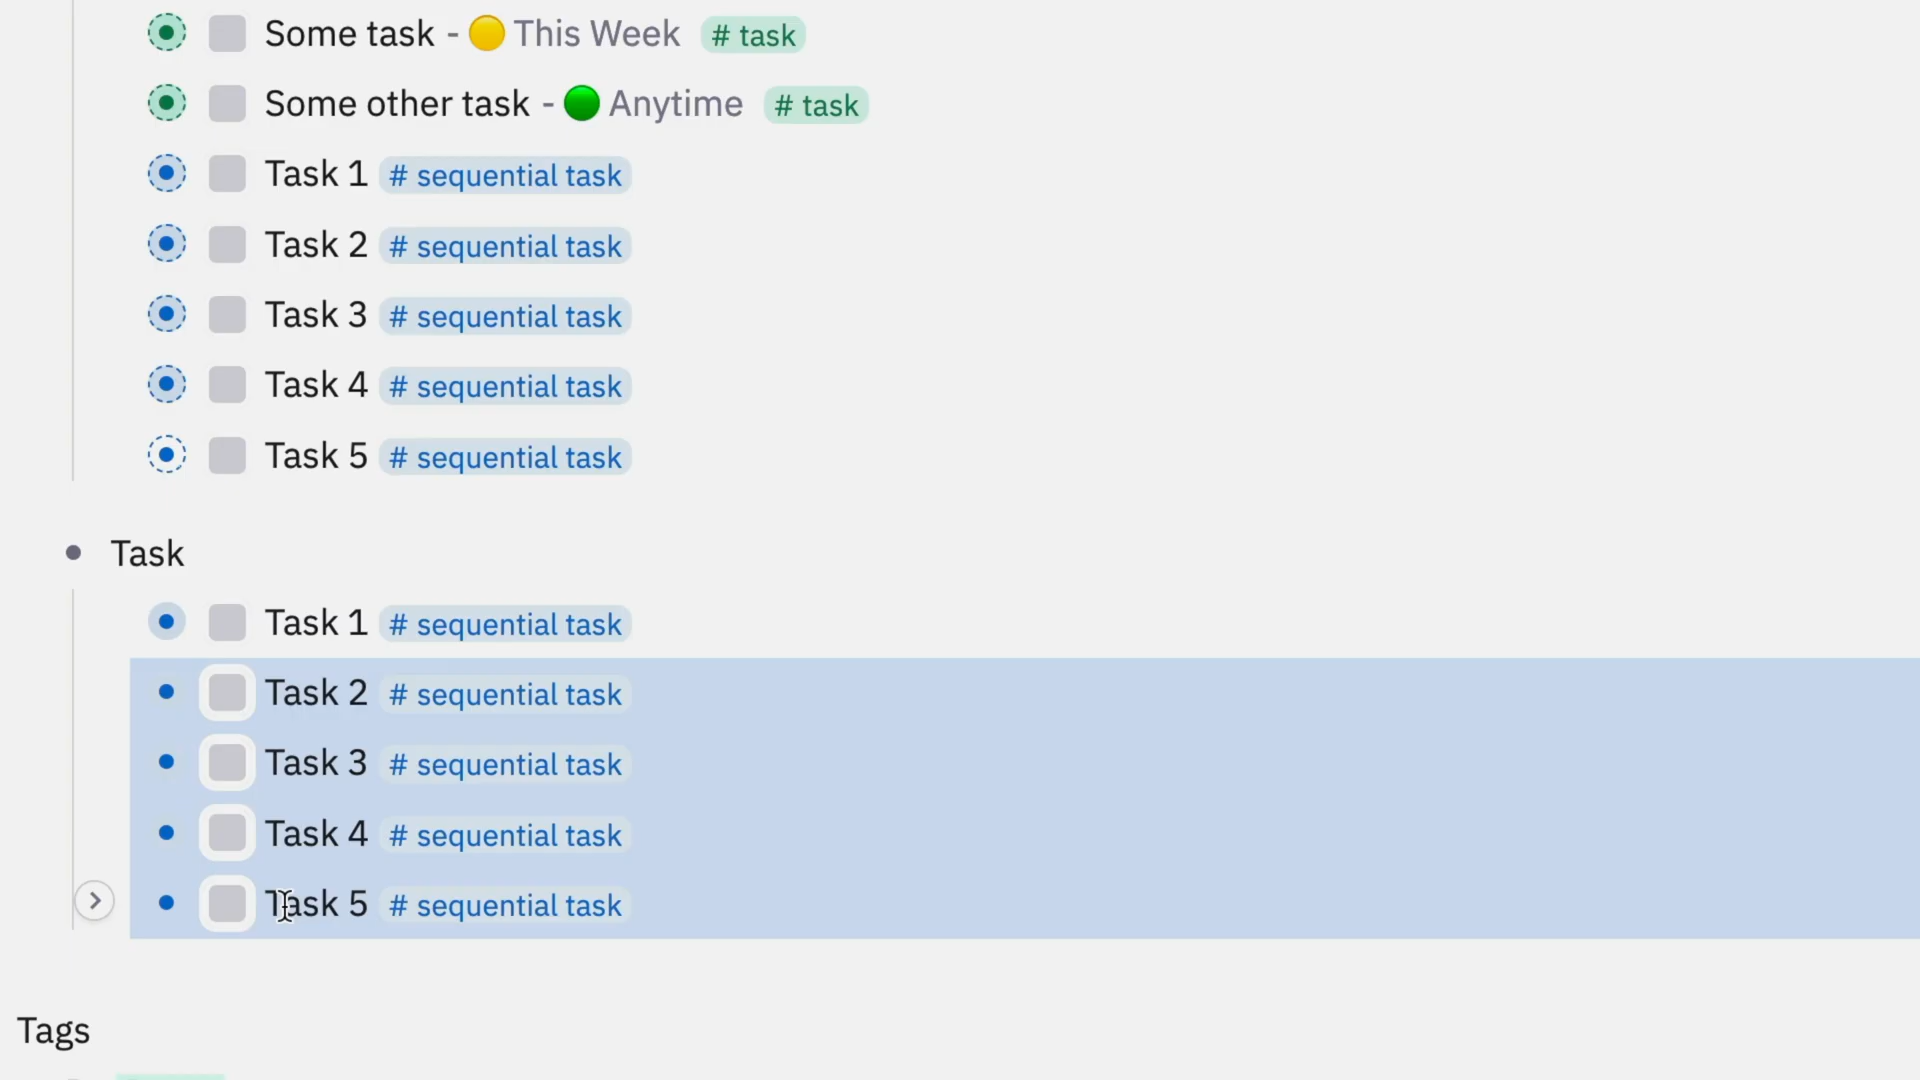 Some task - 🟡 This Week # task
Some other task - 🟢 Anytime # task
Task 1 # sequential task
Task 2 # sequential task
Task 3 # sequential task
Task 4 # sequential task
Task 5 # sequential task
Task
Task 1 # sequential task
Task 2 # sequential task
Task 3 # sequential task
Task 4 # sequential task
Task 5 # sequential task
Tags